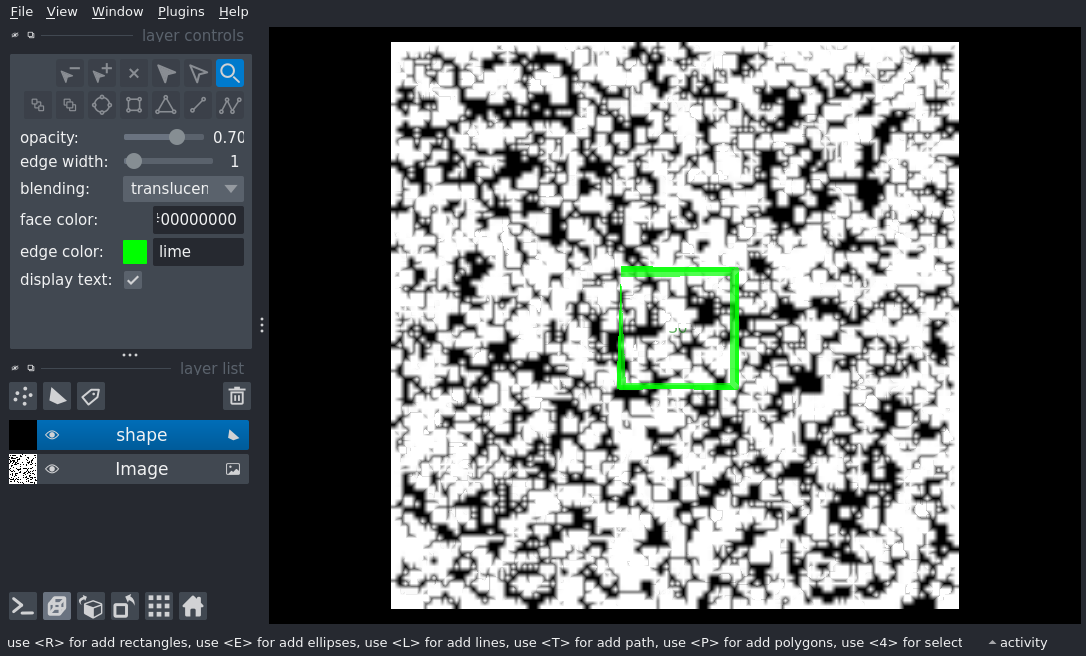 File View Window Plugins Help
layer controls
opacity: 0.70
edge width: 1
blending: translucen
face color: 00000000
edge color: lime
display text:
layer list
shape
Image
use <R> for add rectangles, use <E> for add ellipses, use <L> for add lines, use <T> for add path, use <P> for add polygons, use <4> for select
activity